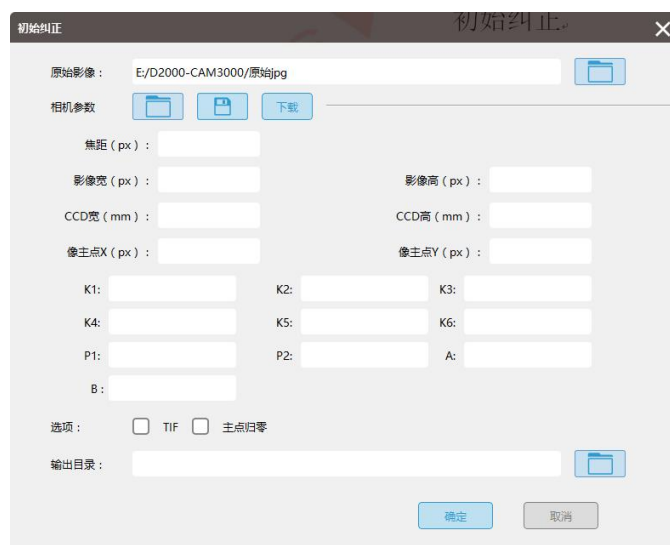 初始纠正.
初始纠正
原始影像： E:/D2000-CAM3000/原始jpg
相机参数 下载
焦距（px）：
影像宽（px）： 影像高（px）：
CCD宽（mm）： CCD高（mm）：
像主点X（px）： 像主点Y（px）：
K1: K2: K3:
K4: K5: K6:
P1: P2: A:
B：
选项： TIF 主点归零
输出目录：
确定 取消